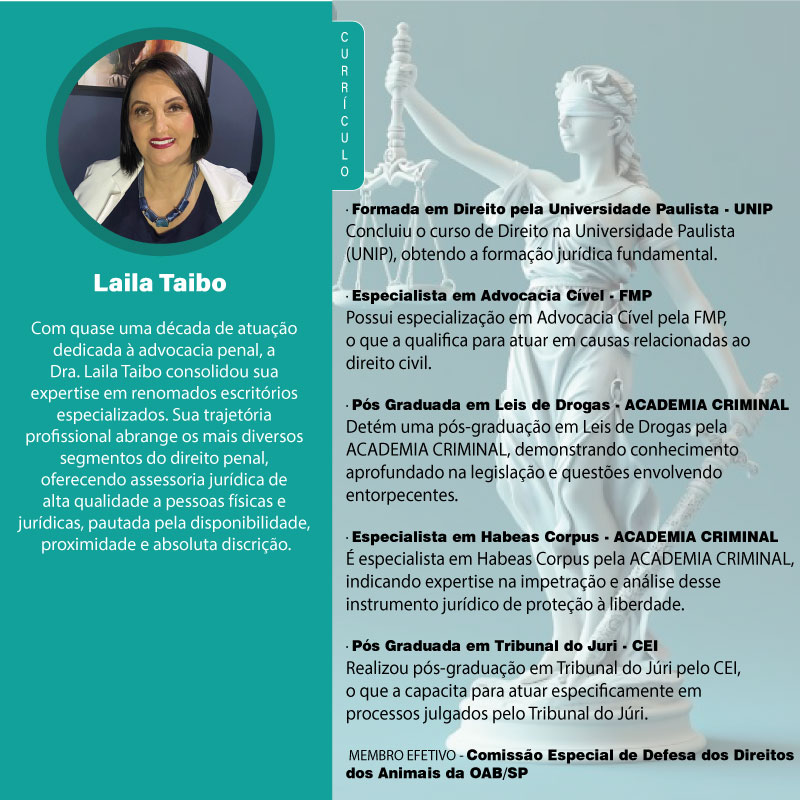 CURRÍCULO
Laila Taibo
Com quase uma década de atuação
dedicada à advocacia penal, a
Dra. Laila Taibo consolidou sua
expertise em renomados escritórios
especializados. Sua trajetória
profissional abrange os mais diversos
segmentos do direito penal,
oferecendo assessoria jurídica de
alta qualidade a pessoas físicas e
jurídicas, pautada pela disponibilidade,
proximidade e absoluta discrição.
· Formada em Direito pela Universidade Paulista - UNIP
Concluiu o curso de Direito na Universidade Paulista
(UNIP), obtendo a formação jurídica fundamental.
· Especialista em Advocacia Cível - FMP
Possui especialização em Advocacia Cível pela FMP,
o que a qualifica para atuar em causas relacionadas ao
direito civil.
· Pós Graduada em Leis de Drogas - ACADEMIA CRIMINAL
Detém uma pós-graduação em Leis de Drogas pela
ACADEMIA CRIMINAL, demonstrando conhecimento
aprofundado na legislação e questões envolvendo
entorpecentes.
· Especialista em Habeas Corpus - ACADEMIA CRIMINAL
É especialista em Habeas Corpus pela ACADEMIA CRIMINAL,
indicando expertise na impetração e análise desse
instrumento jurídico de proteção à liberdade.
· Pós Graduada em Tribunal do Juri - CEI
Realizou pós-graduação em Tribunal do Júri pelo CEI,
o que a capacita para atuar especificamente em
processos julgados pelo Tribunal do Júri.
MEMBRO EFETIVO - Comissão Especial de Defesa dos Direitos
dos Animais da OAB/SP